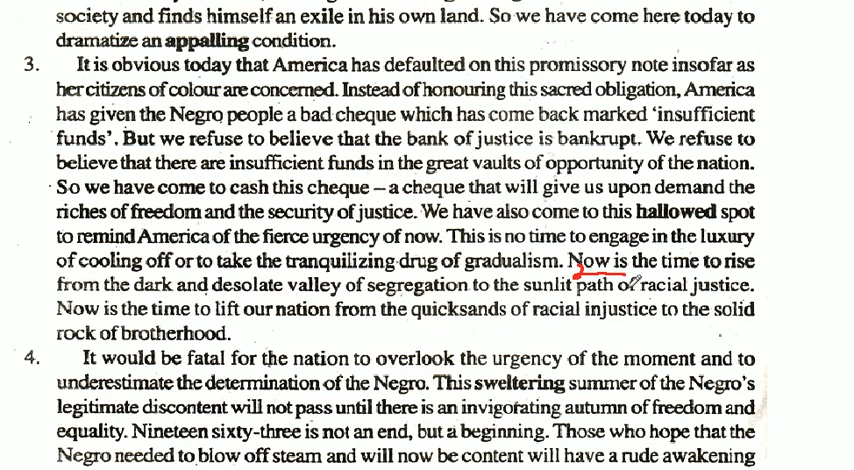 society and finds himself an exile in his own land. So we have come here today to
dramatize an appalling condition.
3. It is obvious today that America has defaulted on this promissory note insofar as
her citizens of colour are concerned. Instead of honouring this sacred obligation, America
has given the Negro people a bad cheque which has come back marked ‘insufficient
funds’. But we refuse to believe that the bank of justice is bankrupt. We refuse to
believe that there are insufficient funds in the great vaults of opportunity of the nation.
So we have come to cash this cheque – a cheque that will give us upon demand the
riches of freedom and the security of justice. We have also come to this hallowed spot
to remind America of the fierce urgency of now. This is no time to engage in the luxury
of cooling off or to take the tranquilizing drug of gradualism. Now is the time to rise
from the dark and desolate valley of segregation to the sunlit path of racial justice.
Now is the time to lift our nation from the quicksands of racial injustice to the solid
rock of brotherhood.
4. It would be fatal for the nation to overlook the urgency of the moment and to
underestimate the determination of the Negro. This sweltering summer of the Negro’s
legitimate discontent will not pass until there is an invigorating autumn of freedom and
equality. Nineteen sixty-three is not an end, but a beginning. Those who hope that the
Negro needed to blow off steam and will now be content will have a rude awakening